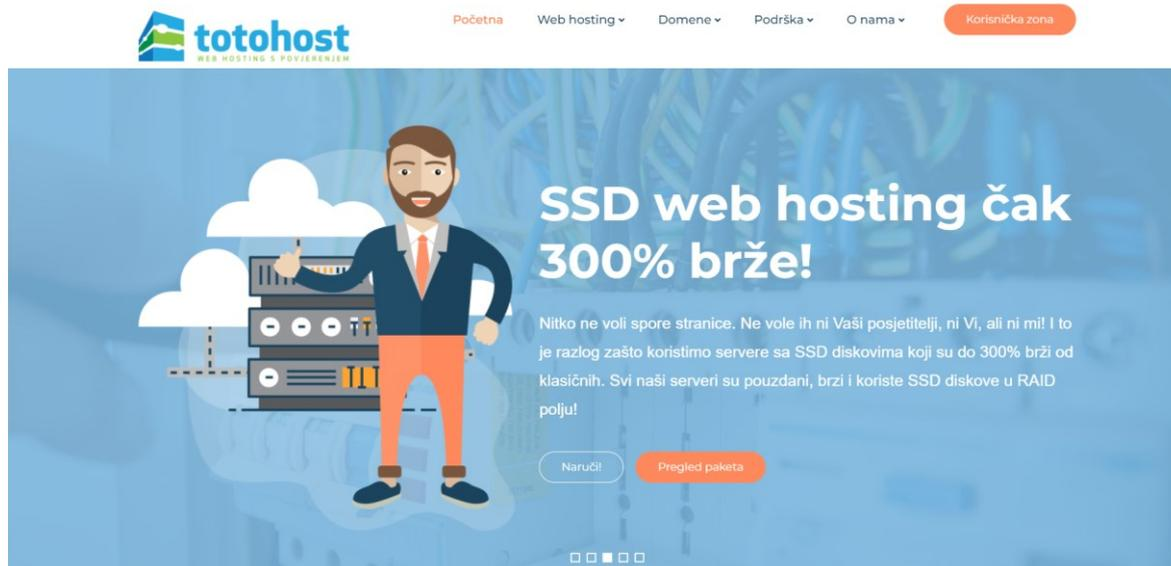 totohost
WEB HOSTING S POVJERENJEM
Početna
Web hosting
Domene
Podrška
O nama
Korisnička zona
SSD web hosting čak
300% brže!
Nitko ne voli spore stranice. Ne vole ih ni Vaši posjetitelji, ni Vi, ali ni mi! I to
je razlog zašto koristimo servere sa SSD diskovima koji su do 300% brži od
klasičnih. Svi naši serveri su pouzdani, brzi i koriste SSD diskove u RAID
polju!
Naruči!
Pregled paketa